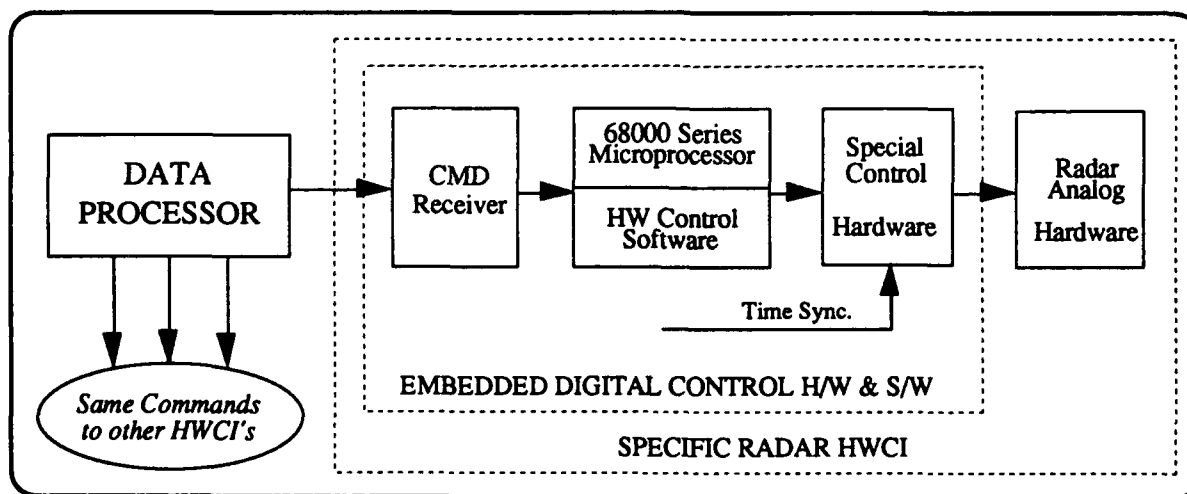 DATA
PROCESSOR
CMD
Receiver
68000 Series
Microprocessor
HW Control
Software
Special
Control
Hardware
Radar
Analog
Hardware
Time Sync.
Same Commands
to other HWCI's
EMBEDDED DIGITAL CONTROL H/W & S/W
SPECIFIC RADAR HWCI